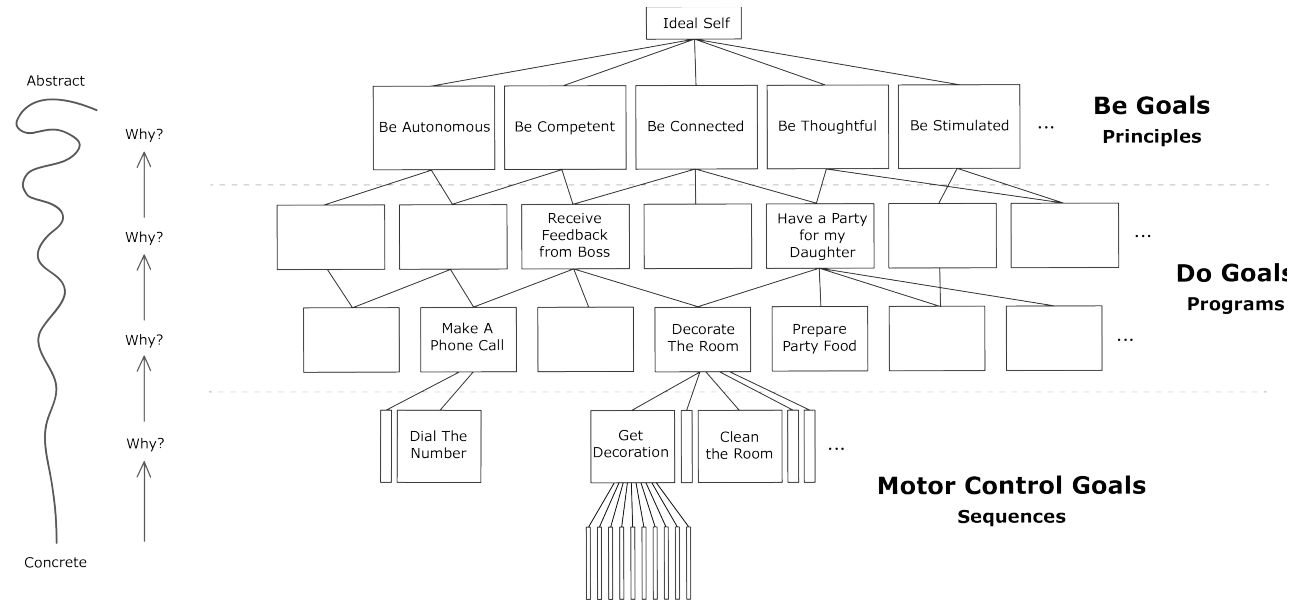 Ideal Self
Abstract
Be Autonomous
Be Competent
Be Connected
Be Thoughtful
Be Stimulated
...
Be Goals
Principles
Why?
Receive
Feedback
from Boss
Have a Party
for my
Daughter
...
Why?
Do Goals
Programs
Make A
Phone Call
Decorate
The Room
Prepare
Party Food
...
Why?
Dial The
Number
Get
Decoration
Clean
the Room
...
Why?
Motor Control Goals
Sequences
Concrete